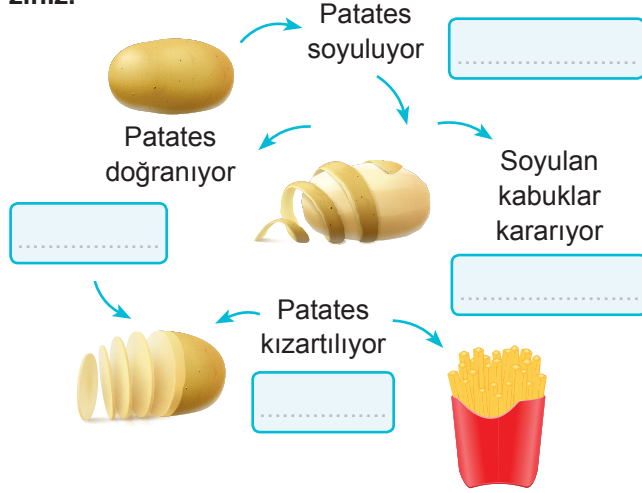 Patates
soyuluyor
Patates
doğranıyor
Soyulan
kabuklar
kararıyor
Patates
kızartılıyor